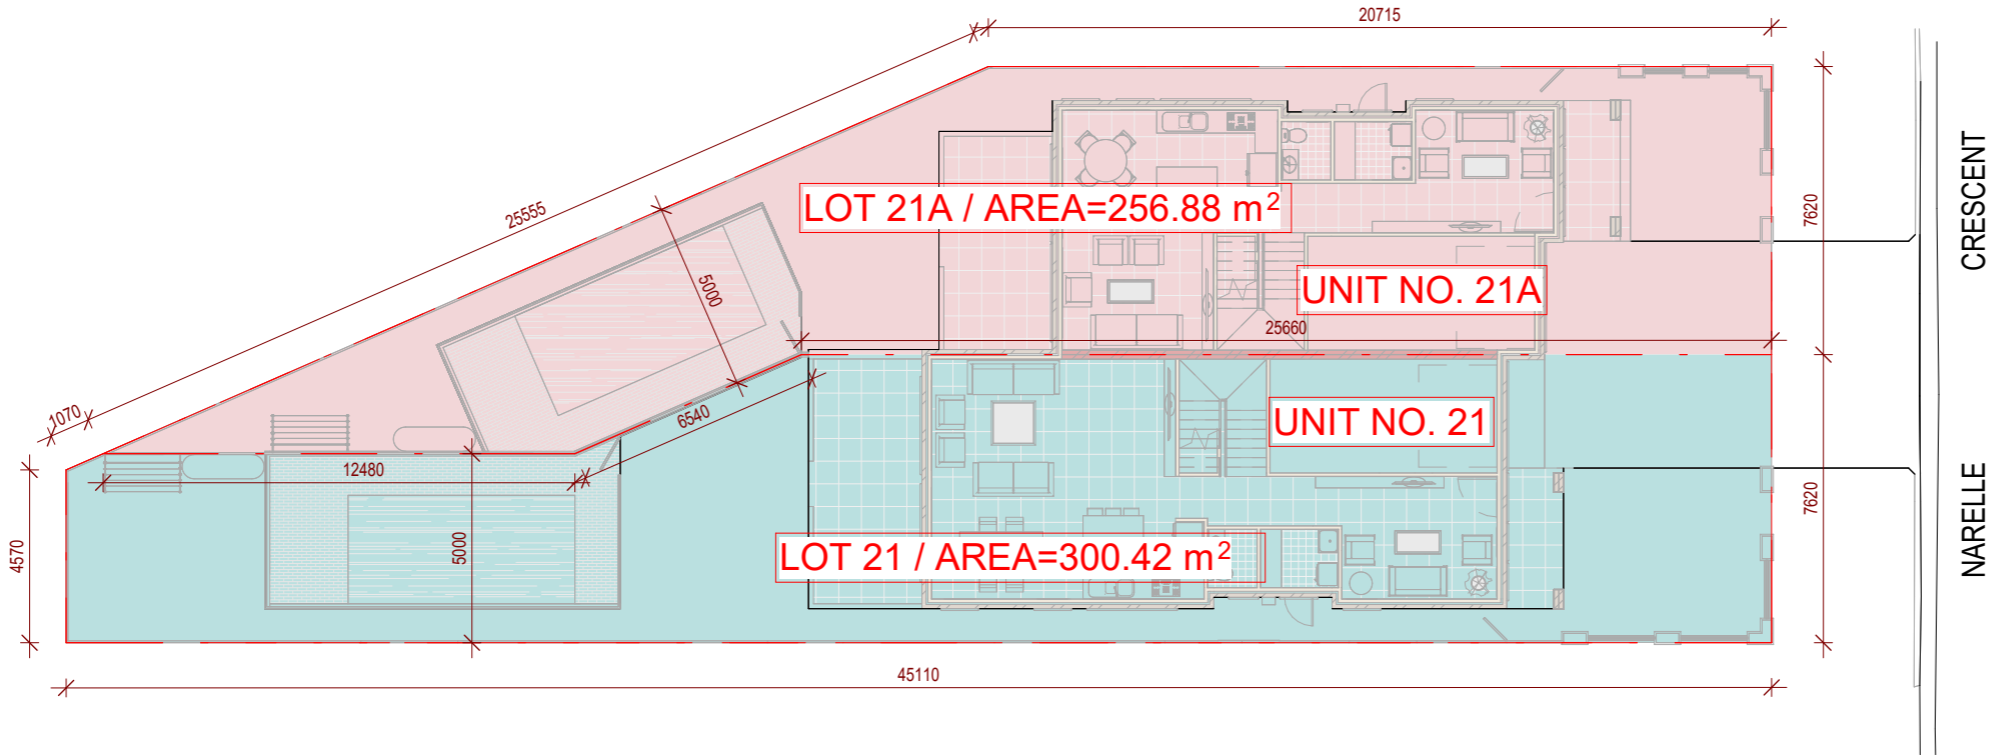 20715
25555
CRESCENT
LOT 21A / AREA=256.88 m²
7620
5000
UNIT NO. 21A
25660
1070
6540
UNIT NO. 21
12480
7620
NARELLE
4570
5000
LOT 21 / AREA=300.42 m²
45110